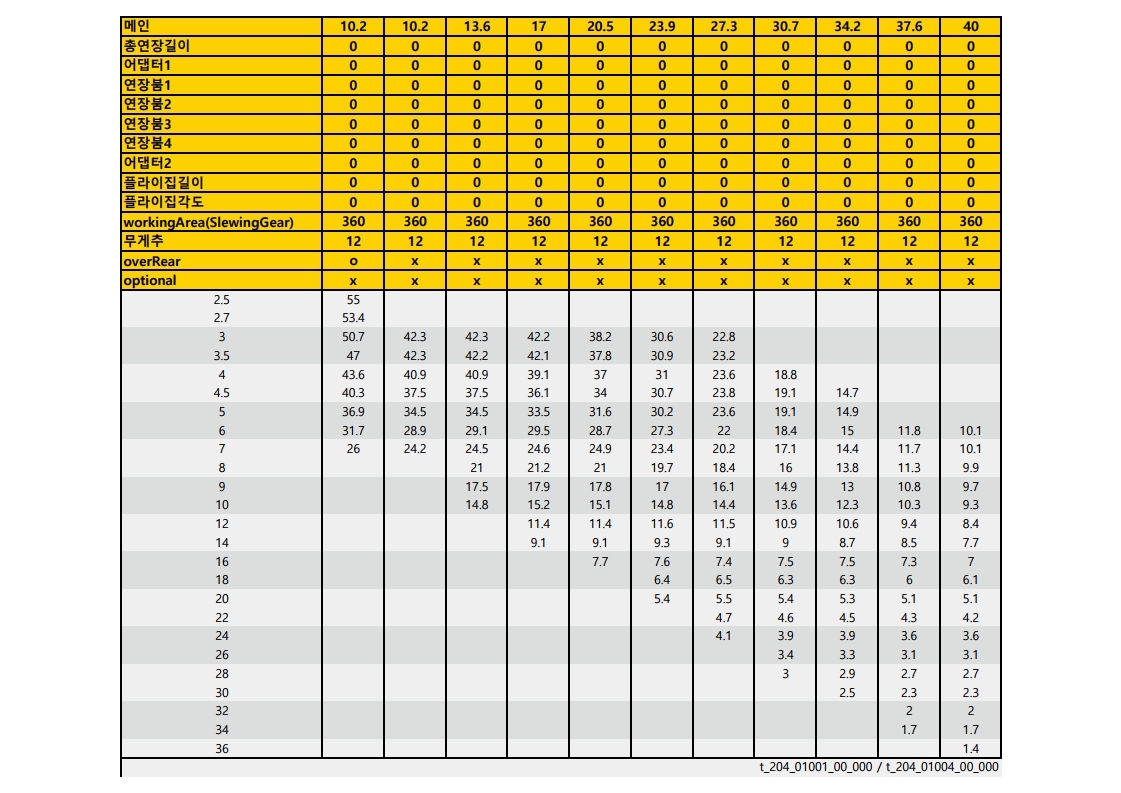 메인 10.2 10.2 13.6 17 20.5 23.9 27.3 30.7 34.2 37.6 40
총연장길이 0 0 0 0 0 0 0 0 0 0 0
어댑터1 0 0 0 0 0 0 0 0 0 0 0
연장붐1 0 0 0 0 0 0 0 0 0 0 0
연장붐2 0 0 0 0 0 0 0 0 0 0 0
연장붐3 0 0 0 0 0 0 0 0 0 0 0
연장붐4 0 0 0 0 0 0 0 0 0 0 0
어댑터2 0 0 0 0 0 0 0 0 0 0 0
플라이집길이 0 0 0 0 0 0 0 0 0 0 0
플라이집각도 0 0 0 0 0 0 0 0 0 0 0
workingArea(SlewingGear) 360 360 360 360 360 360 360 360 360 360 360
무게추 12 12 12 12 12 12 12 12 12 12 12
overRear o x x x x x x x x x x
optional x x x x x x x x x x x
2.5 55
2.7 53.4
3 50.7 42.3 42.3 42.2 38.2 30.6 22.8
3.5 47 42.3 42.2 42.1 37.8 30.9 23.2
4 43.6 40.9 40.9 39.1 37 31 23.6 18.8
4.5 40.3 37.5 37.5 36.1 34 30.7 23.8 19.1 14.7
5 36.9 34.5 34.5 33.5 31.6 30.2 23.6 19.1 14.9
6 31.7 28.9 29.1 29.5 28.7 27.3 22 18.4 15 11.8 10.1
7 26 24.2 24.5 24.6 24.9 23.4 20.2 17.1 14.4 11.7 10.1
8 21 21.2 21 19.7 18.4 16 13.8 11.3 9.9
9 17.5 17.9 17.8 17 16.1 14.9 13 10.8 9.7
10 14.8 15.2 15.1 14.8 14.4 13.6 12.3 10.3 9.3
12 11.4 11.4 11.6 11.5 10.9 10.6 9.4 8.4
14 9.1 9.1 9.3 9.1 9 8.7 8.5 7.7
16 7.7 7.6 7.4 7.5 7.5 7.3 7
18 6.4 6.5 6.3 6.3 6 6.1
20 5.4 5.5 5.4 5.3 5.1 5.1
22 4.7 4.6 4.5 4.3 4.2
24 4.1 3.9 3.9 3.6 3.6
26 3.4 3.3 3.1 3.1
28 3 2.9 2.7 2.7
30 2.5 2.3 2.3
32 2 2
34 1.7 1.7
36 1.4
t_204_01001_00_000 / t_204_01004_00_000